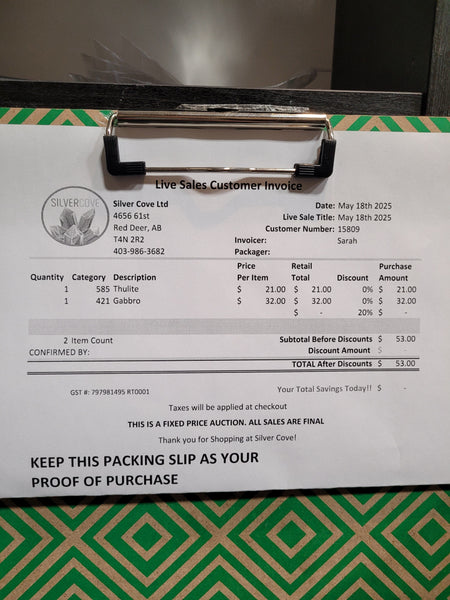 Live Sales Customer Invoice
SILVERCOVE
Silver Cove Ltd
4656 61st
Red Deer, AB
T4N 2R2
403-986-3682
Date: May 18th 2025
Live Sale Title: May 18th 2025
Customer Number: 15809
Invoicer: Sarah
Packager:
Quantity Category Description Price Per Item Retail Total Discount Purchase Amount
1 585 Thulite $ 21.00 $ 21.00 0% $ 21.00
1 421 Gabbro $ 32.00 $ 32.00 0% $ 32.00
$ - 20% $ -
2 Item Count Subtotal Before Discounts $ 53.00
CONFIRMED BY: Discount Amount $
TOTAL After Discounts $ 53.00
GST #: 797981495 RT0001 Your Total Savings Today!! $ -
Taxes will be applied at checkout
THIS IS A FIXED PRICE AUCTION. ALL SALES ARE FINAL
Thank you for Shopping at Silver Cove!
KEEP THIS PACKING SLIP AS YOUR
PROOF OF PURCHASE